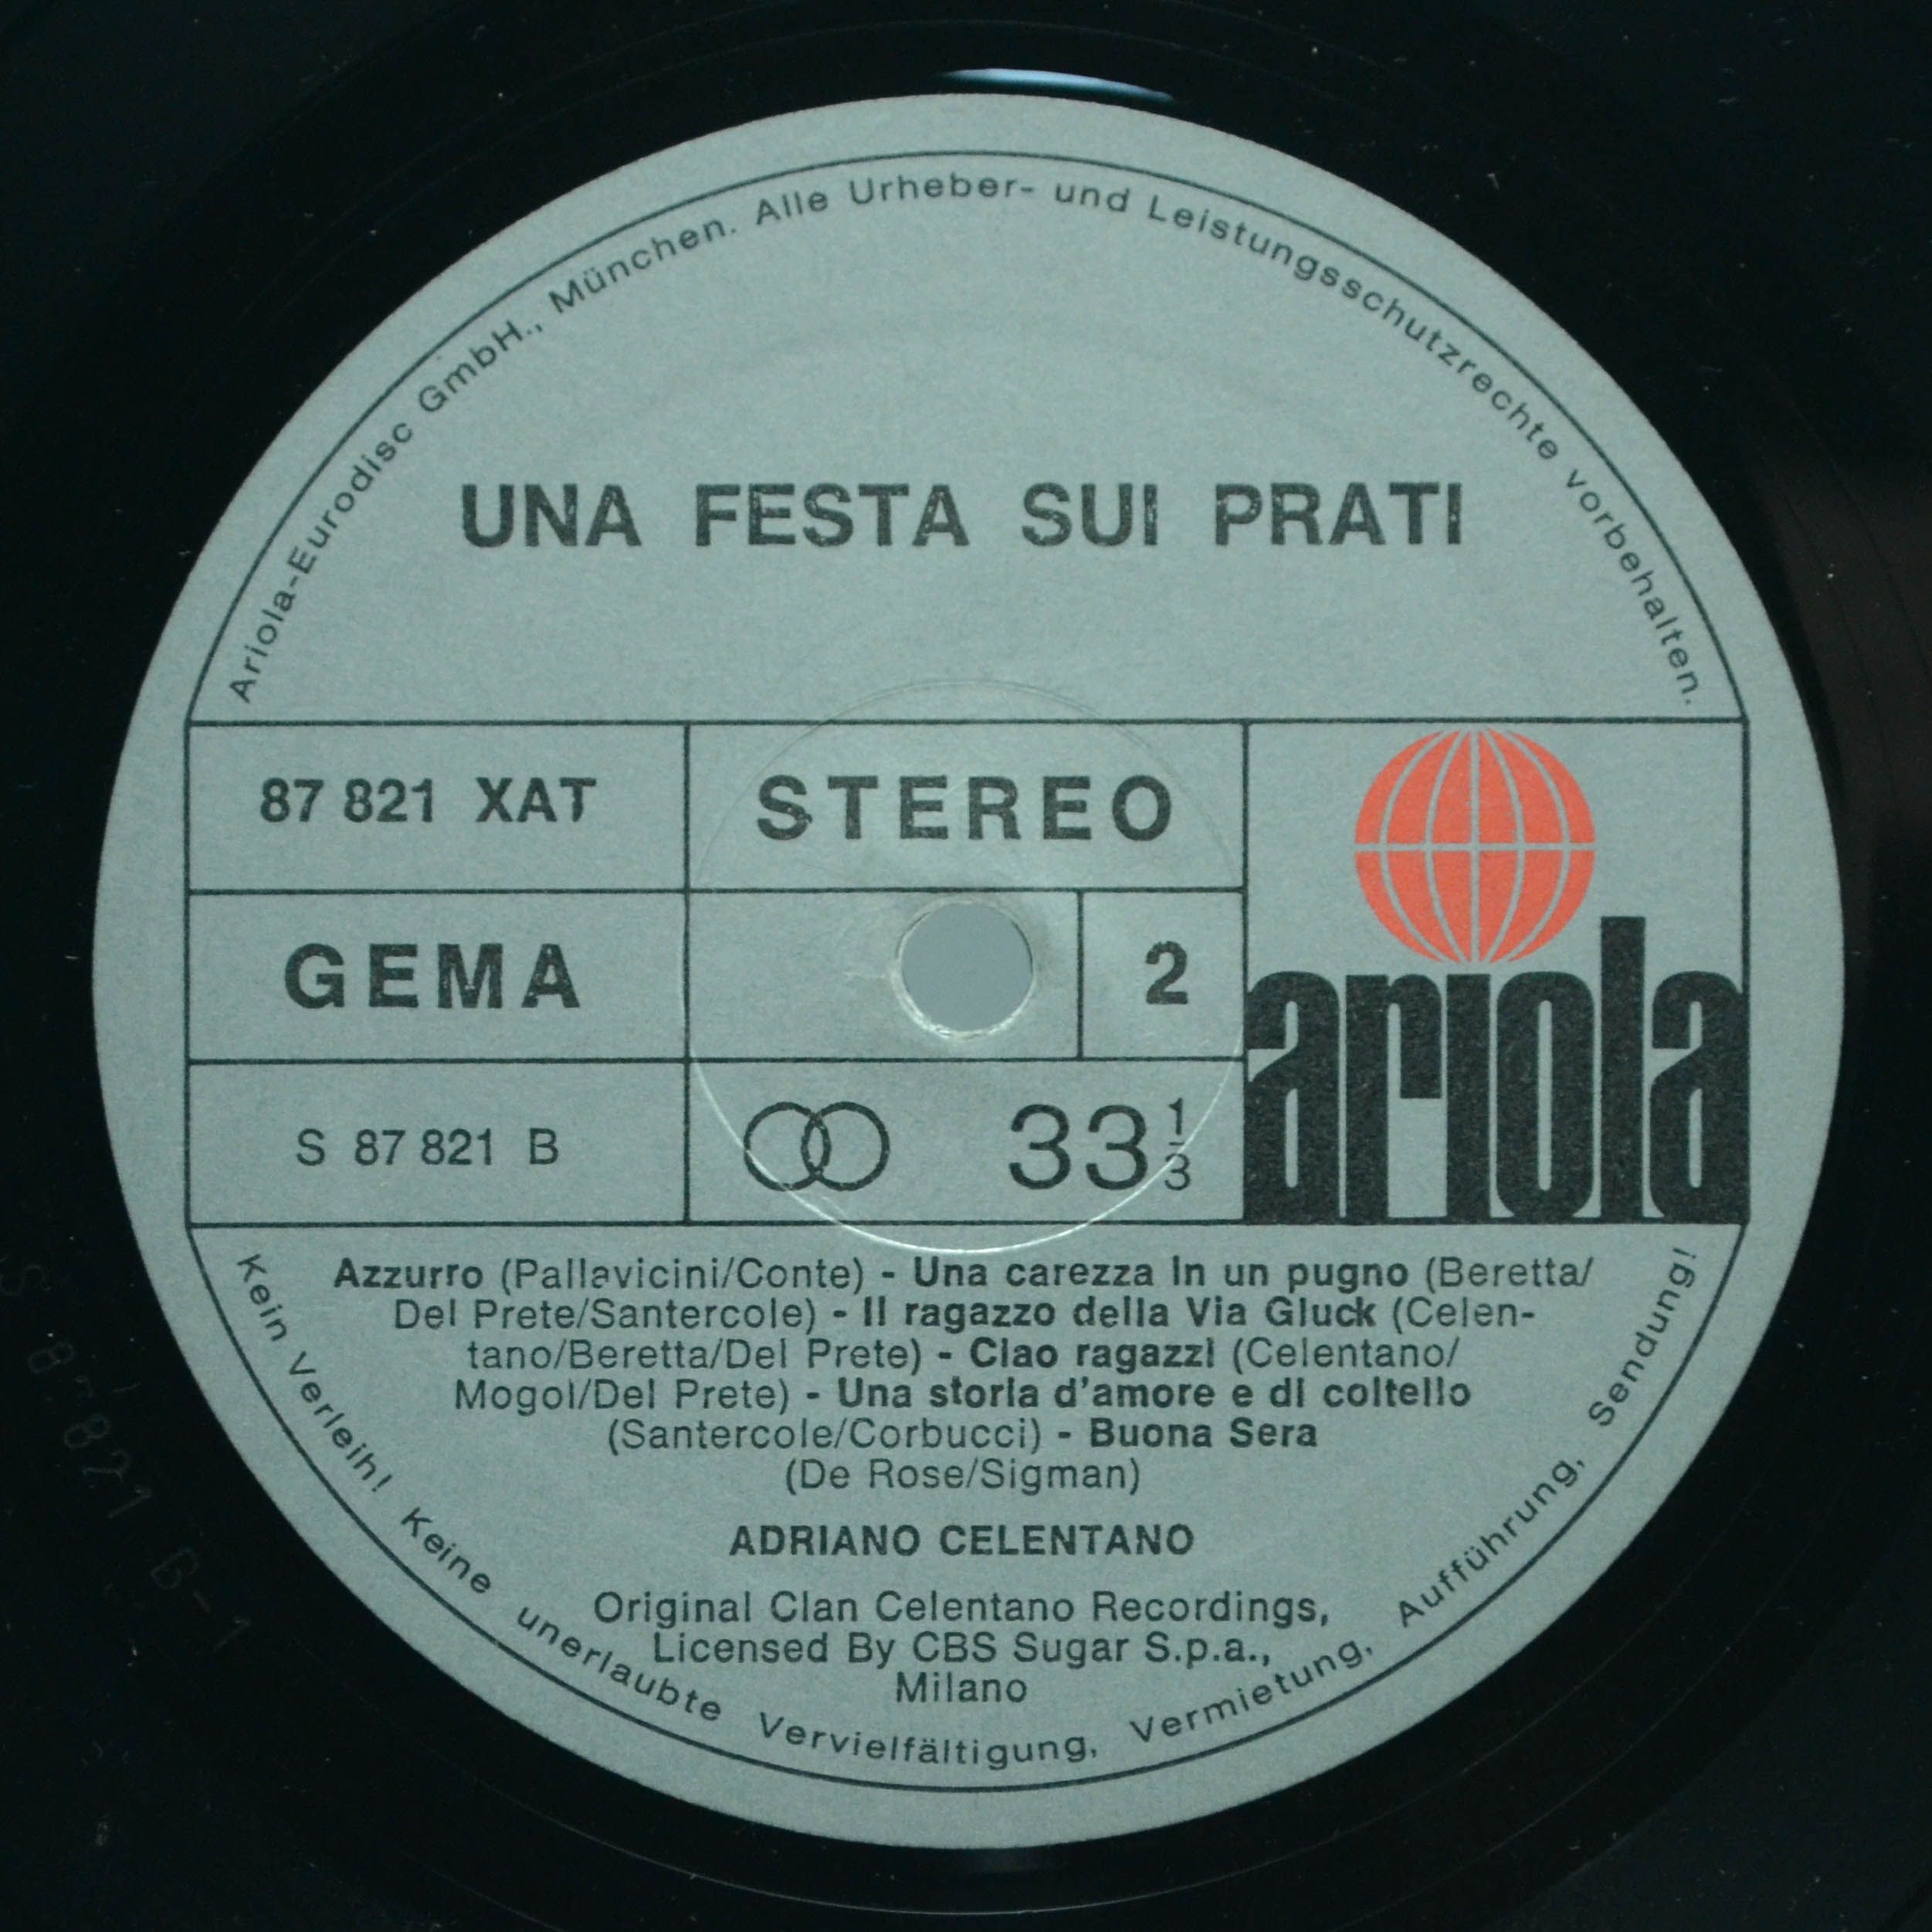 Ariola-Eurodisc GmbH., München. Alle Urheber- und Leistungsschutzrechte vorbehalten.
UNA FESTA SUI PRATI
87 821 XAT
STEREO
GEMA
2
S 87 821 B
33 1/3
ariola
Azzurro (Pallavicini/Conte) - Una carezza in un pugno (Beretta/
Del Prete/Santercole) - Il ragazzo della Via Gluck (Celen-
tano/Beretta/Del Prete) - Ciao ragazzi (Celentano/
Mogol/Del Prete) - Una storia d'amore e di coltello
(Santercole/Corbucci) - Buona Sera
(De Rose/Sigman)
ADRIANO CELENTANO
Original Clan Celentano Recordings,
Licensed By CBS Sugar S.p.a.,
Milano
Kein Verleih! Keine unerlaubte Vervielfältigung, Vermietung, Aufführung, Sendung!
S 87821 B-1